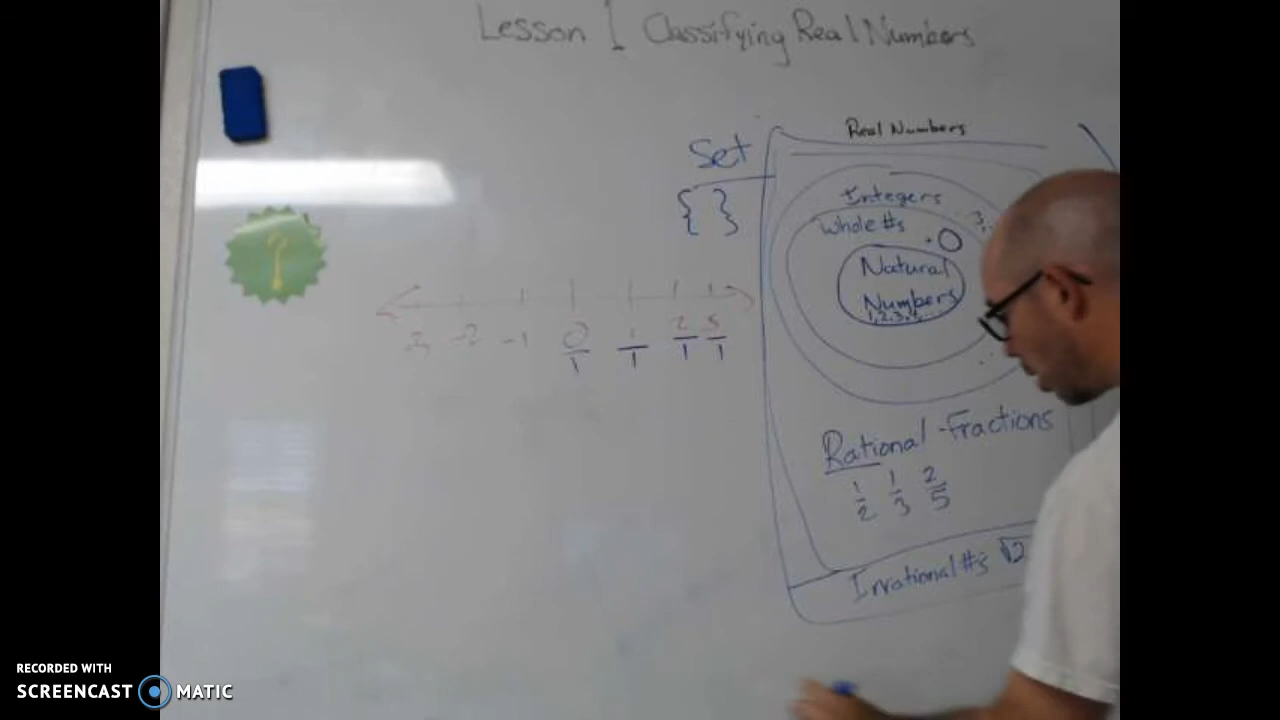 Lesson 1 Classifying Real Numbers
Real Numbers
Set
{ }
Integers
Whole #s
+ 0
Natural
Numbers
1,2,3,...
-2 -1 0/1 1/1 2/1 3/1
Rational - Fractions
1/2 1/3 2/5
Irrational #s √2
RECORDED WITH
SCREENCAST MATIC